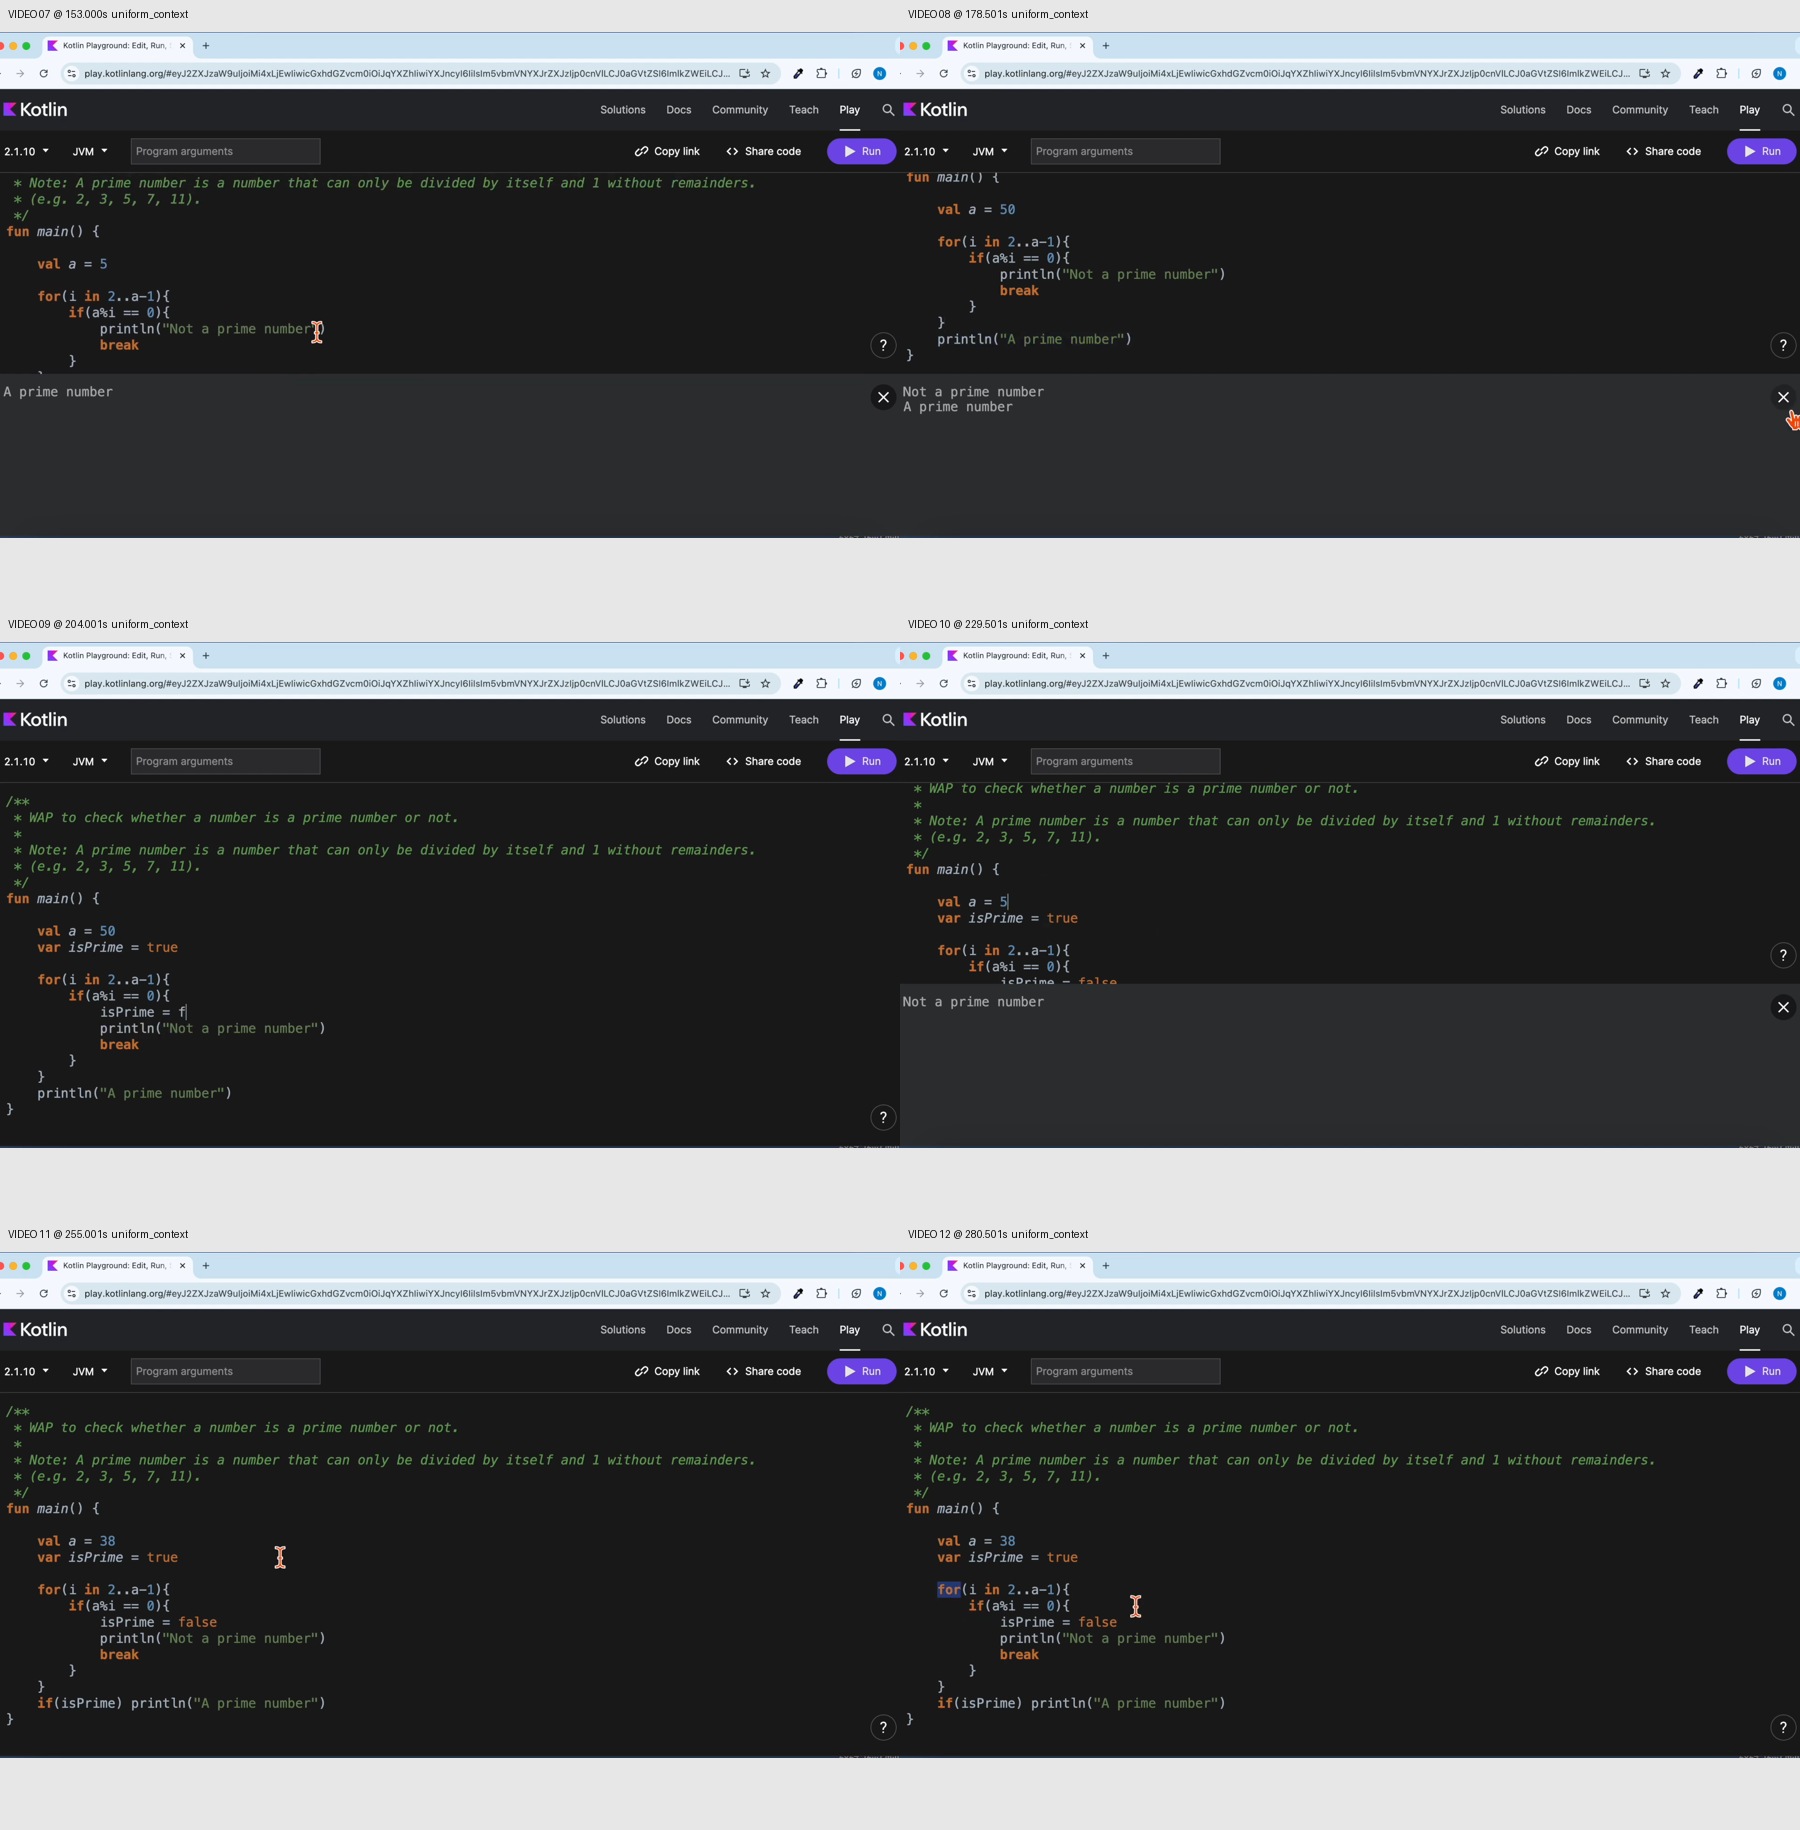 VIDEO07 @ 153.000s uniform_context
Kotlin Playground: Edit, Run,
Kotlin
Solutions Docs Community Teach Play
2.1.10 JVM Program arguments Copy link <> Share code Run
* Note: A prime number is a number that can only be divided by itself and 1 without remainders.
* (e.g. 2, 3, 5, 7, 11).
*/
fun main() {
val a = 5
for(i in 2..a-1){
if(a%i == 0){
println("Not a prime number")
break
}
?
A prime number
VIDEO08 @ 178.501s uniform_context
Kotlin Playground: Edit, Run,
Kotlin
Solutions Docs Community Teach Play
2.1.10 JVM Program arguments Copy link <> Share code Run
fun main() {
val a = 50
for(i in 2..a-1){
if(a%i == 0){
println("Not a prime number")
break
}
}
println("A prime number")
}
?
Not a prime number
A prime number
VIDEO09 @ 204.001s uniform_context
Kotlin Playground: Edit, Run,
Kotlin
Solutions Docs Community Teach Play
2.1.10 JVM Program arguments Copy link <> Share code Run
/**
* WAP to check whether a number is a prime number or not.
*
* Note: A prime number is a number that can only be divided by itself and 1 without remainders.
* (e.g. 2, 3, 5, 7, 11).
*/
fun main() {
val a = 50
var isPrime = true
for(i in 2..a-1){
if(a%i == 0){
isPrime = f
println("Not a prime number")
break
}
}
println("A prime number")
}
?
VIDEO10 @ 229.501s uniform_context
Kotlin Playground: Edit, Run,
Kotlin
Solutions Docs Community Teach Play
2.1.10 JVM Program arguments Copy link <> Share code Run
* WAP to check whether a number is a prime number or not.
*
* Note: A prime number is a number that can only be divided by itself and 1 without remainders.
* (e.g. 2, 3, 5, 7, 11).
*/
fun main() {
val a = 5
var isPrime = true
for(i in 2..a-1){
if(a%i == 0){
isPrime = false
?
Not a prime number
VIDEO11 @ 255.001s uniform_context
Kotlin Playground: Edit, Run,
Kotlin
Solutions Docs Community Teach Play
2.1.10 JVM Program arguments Copy link <> Share code Run
/**
* WAP to check whether a number is a prime number or not.
*
* Note: A prime number is a number that can only be divided by itself and 1 without remainders.
* (e.g. 2, 3, 5, 7, 11).
*/
fun main() {
val a = 38
var isPrime = true
for(i in 2..a-1){
if(a%i == 0){
isPrime = false
println("Not a prime number")
break
}
}
if(isPrime) println("A prime number")
}
?
VIDEO12 @ 280.501s uniform_context
Kotlin Playground: Edit, Run,
Kotlin
Solutions Docs Community Teach Play
2.1.10 JVM Program arguments Copy link <> Share code Run
/**
* WAP to check whether a number is a prime number or not.
*
* Note: A prime number is a number that can only be divided by itself and 1 without remainders.
* (e.g. 2, 3, 5, 7, 11).
*/
fun main() {
val a = 38
var isPrime = true
for(i in 2..a-1){
if(a%i == 0){
isPrime = false
println("Not a prime number")
break
}
}
if(isPrime) println("A prime number")
}
?